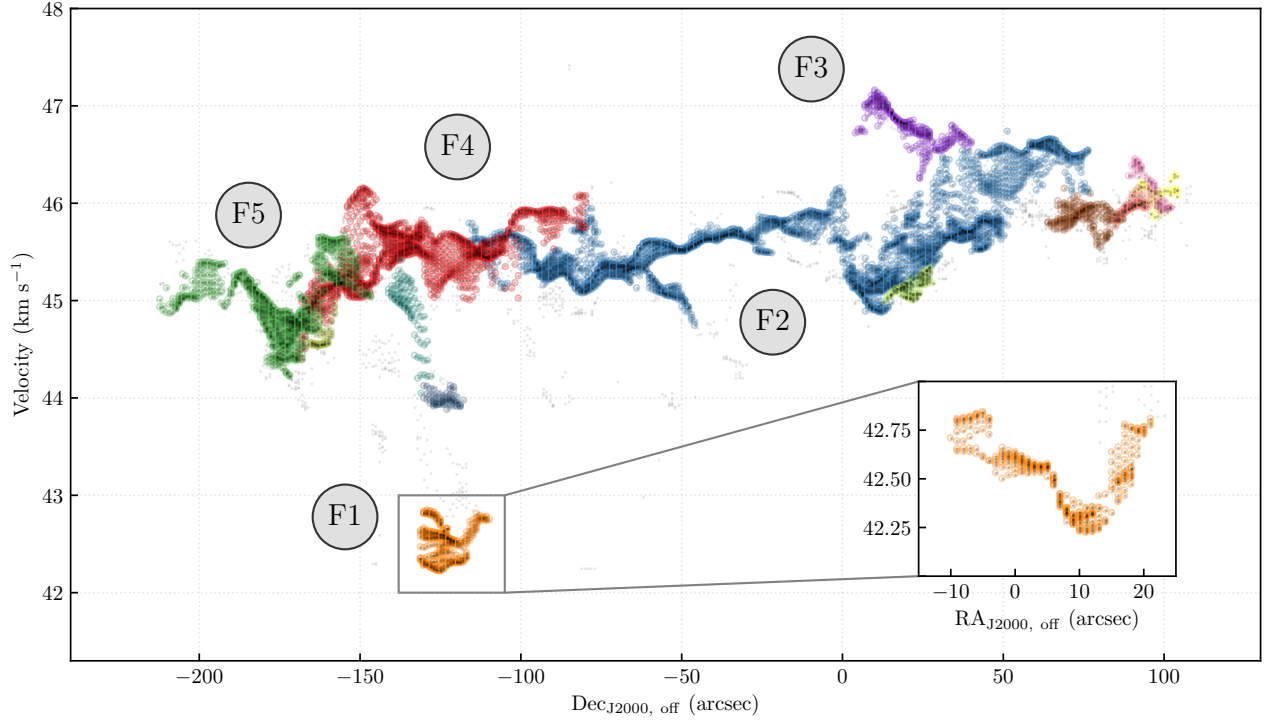 48
47
46
45
44
43
42
Velocity (km s⁻¹)
F3
F4
F5
F2
F1
42.75
42.50
42.25
−10 0 10 20
RA_J2000, off (arcsec)
−200 −150 −100 −50 0 50 100
Dec_J2000, off (arcsec)